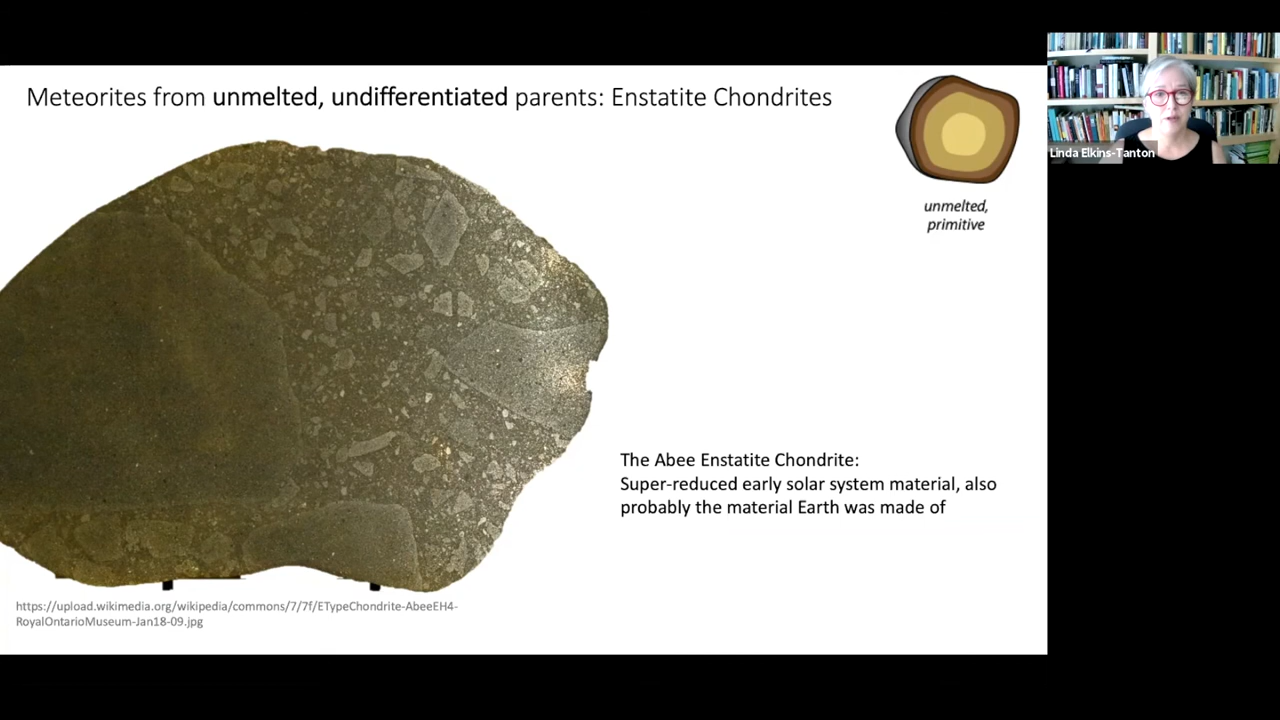 Meteorites from unmelted, undifferentiated parents: Enstatite Chondrites
Linda Elkins-Tanton
unmelted,
primitive
The Abee Enstatite Chondrite:
Super-reduced early solar system material, also
probably the material Earth was made of
https://upload.wikimedia.org/wikipedia/commons/7/7f/ETypeChondrite-AbeeEH4-
RoyalOntarioMuseum-Jan18-09.jpg